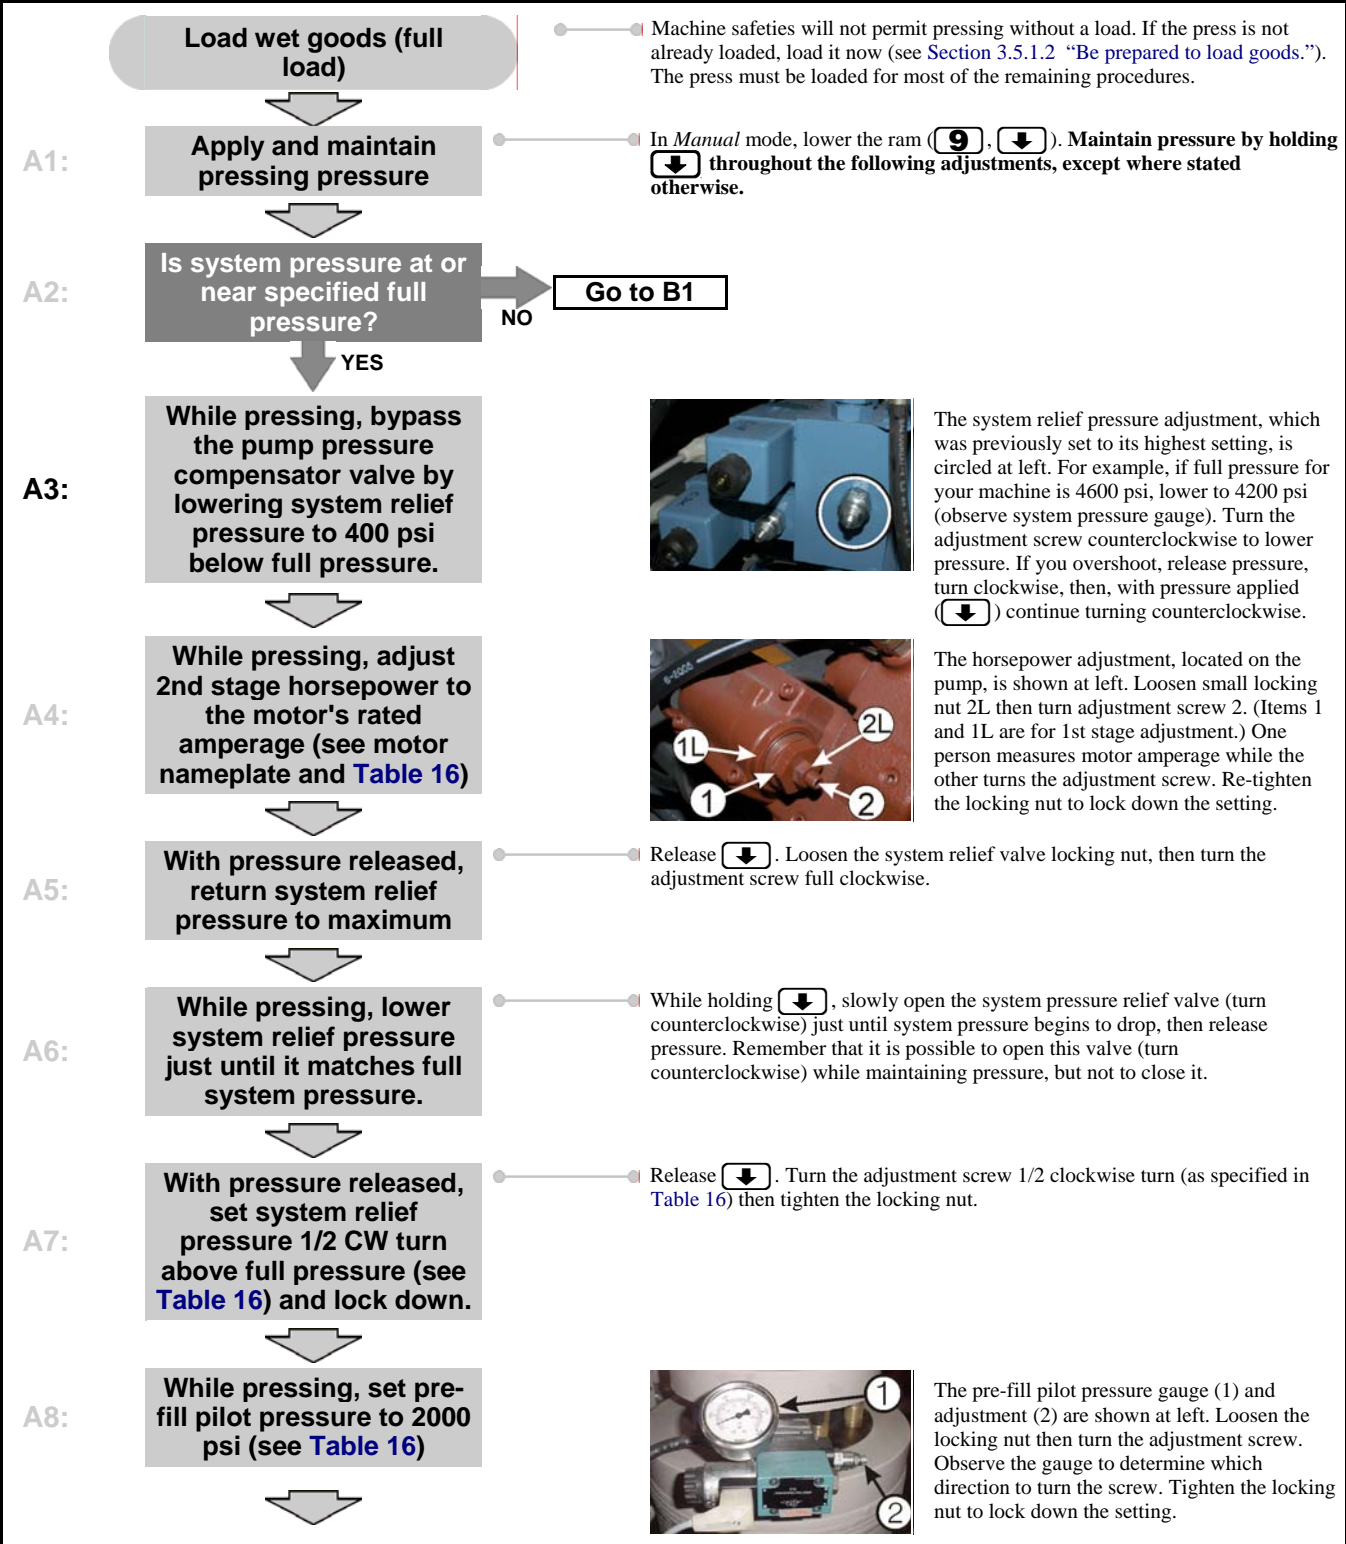 Load wet goods (full
load)
Machine safeties will not permit pressing without a load. If the press is not
already loaded, load it now (see Section 3.5.1.2 “Be prepared to load goods.”).
The press must be loaded for most of the remaining procedures.
A1:
Apply and maintain
pressing pressure
In Manual mode, lower the ram ( 9 , ⬇ ). Maintain pressure by holding
⬇ throughout the following adjustments, except where stated
otherwise.
A2:
Is system pressure at or
near specified full
pressure?
NO
Go to B1
YES
A3:
While pressing, bypass
the pump pressure
compensator valve by
lowering system relief
pressure to 400 psi
below full pressure.
The system relief pressure adjustment, which
was previously set to its highest setting, is
circled at left. For example, if full pressure for
your machine is 4600 psi, lower to 4200 psi
(observe system pressure gauge). Turn the
adjustment screw counterclockwise to lower
pressure. If you overshoot, release pressure,
turn clockwise, then, with pressure applied
( ⬇ ) continue turning counterclockwise.
A4:
While pressing, adjust
2nd stage horsepower to
the motor's rated
amperage (see motor
nameplate and Table 16)
1L
2L
1
2
The horsepower adjustment, located on the
pump, is shown at left. Loosen small locking
nut 2L then turn adjustment screw 2. (Items 1
and 1L are for 1st stage adjustment.) One
person measures motor amperage while the
other turns the adjustment screw. Re-tighten
the locking nut to lock down the setting.
A5:
With pressure released,
return system relief
pressure to maximum
Release ⬇ . Loosen the system relief valve locking nut, then turn the
adjustment screw full clockwise.
A6:
While pressing, lower
system relief pressure
just until it matches full
system pressure.
While holding ⬇ , slowly open the system pressure relief valve (turn
counterclockwise) just until system pressure begins to drop, then release
pressure. Remember that it is possible to open this valve (turn
counterclockwise) while maintaining pressure, but not to close it.
A7:
With pressure released,
set system relief
pressure 1/2 CW turn
above full pressure (see
Table 16) and lock down.
Release ⬇ . Turn the adjustment screw 1/2 clockwise turn (as specified in
Table 16) then tighten the locking nut.
A8:
While pressing, set pre-
fill pilot pressure to 2000
psi (see Table 16)
1
2
The pre-fill pilot pressure gauge (1) and
adjustment (2) are shown at left. Loosen the
locking nut then turn the adjustment screw.
Observe the gauge to determine which
direction to turn the screw. Tighten the locking
nut to lock down the setting.